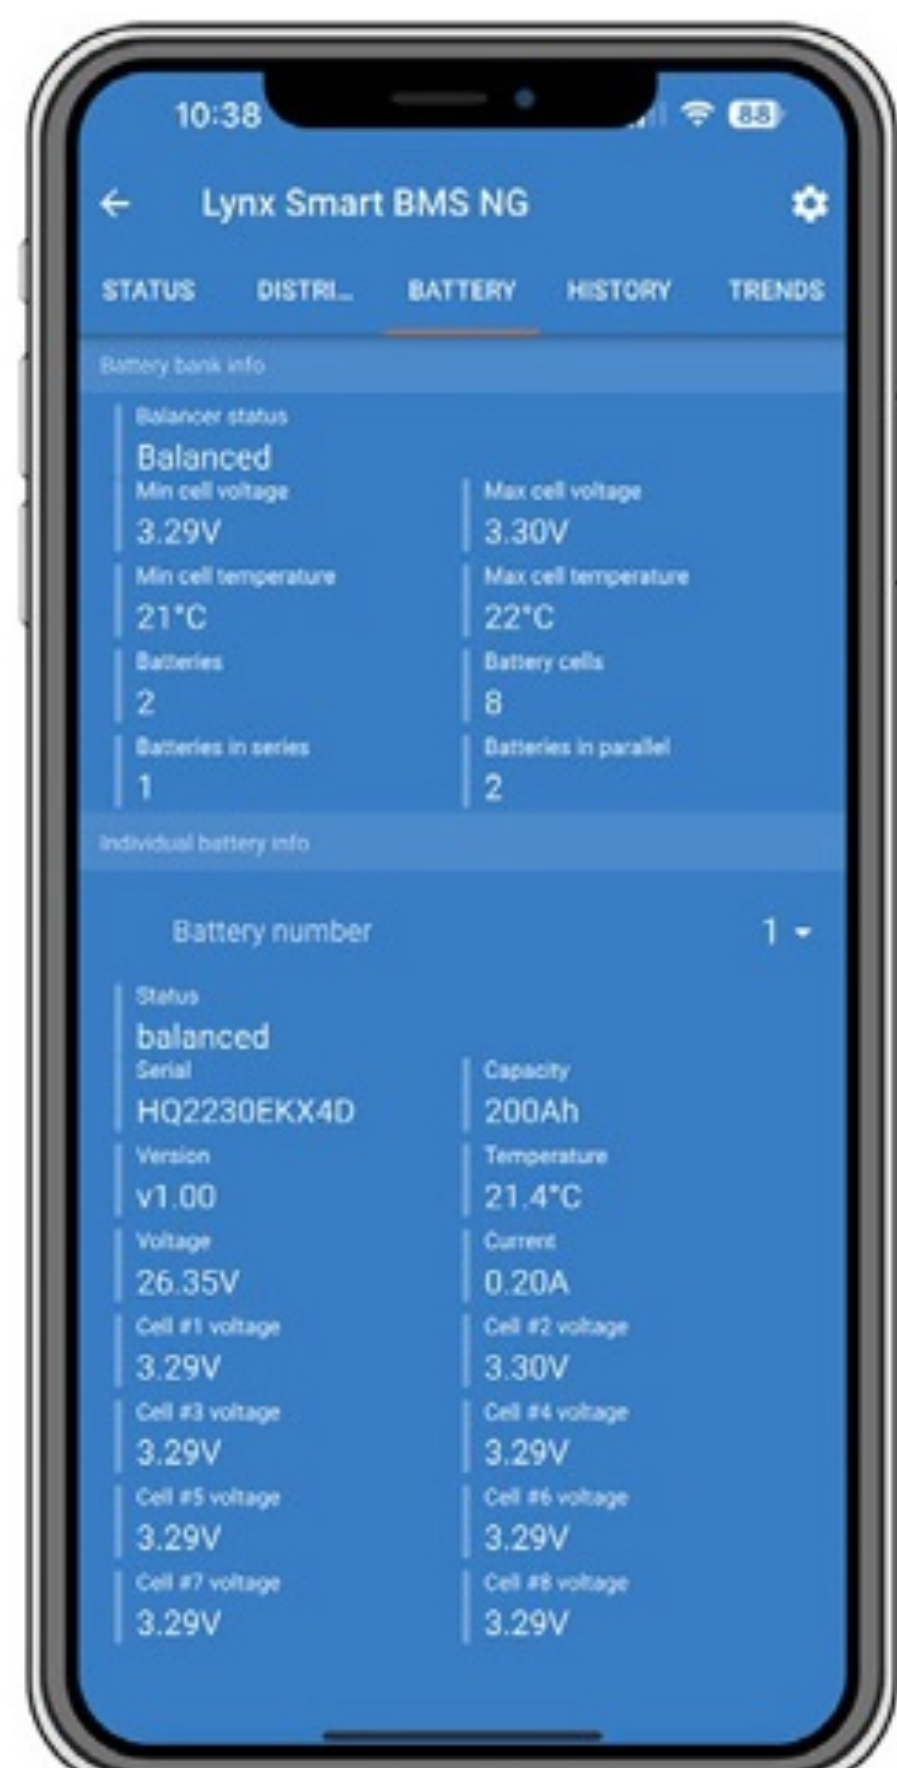 10:38
88
Lynx Smart BMS NG
STATUS DISTRI... BATTERY HISTORY TRENDS
Battery bank info
Balancer status
Balanced
Min cell voltage Max cell voltage
3.29V 3.30V
Min cell temperature Max cell temperature
21°C 22°C
Batteries Battery cells
2 8
Batteries in series Batteries in parallel
1 2
Individual battery info
Battery number 1
Status
balanced
Serial Capacity
HQ2230EKX4D 200Ah
Version Temperature
v1.00 21.4°C
Voltage Current
26.35V 0.20A
Cell #1 voltage Cell #2 voltage
3.29V 3.30V
Cell #3 voltage Cell #4 voltage
3.29V 3.29V
Cell #5 voltage Cell #6 voltage
3.29V 3.29V
Cell #7 voltage Cell #8 voltage
3.29V 3.29V